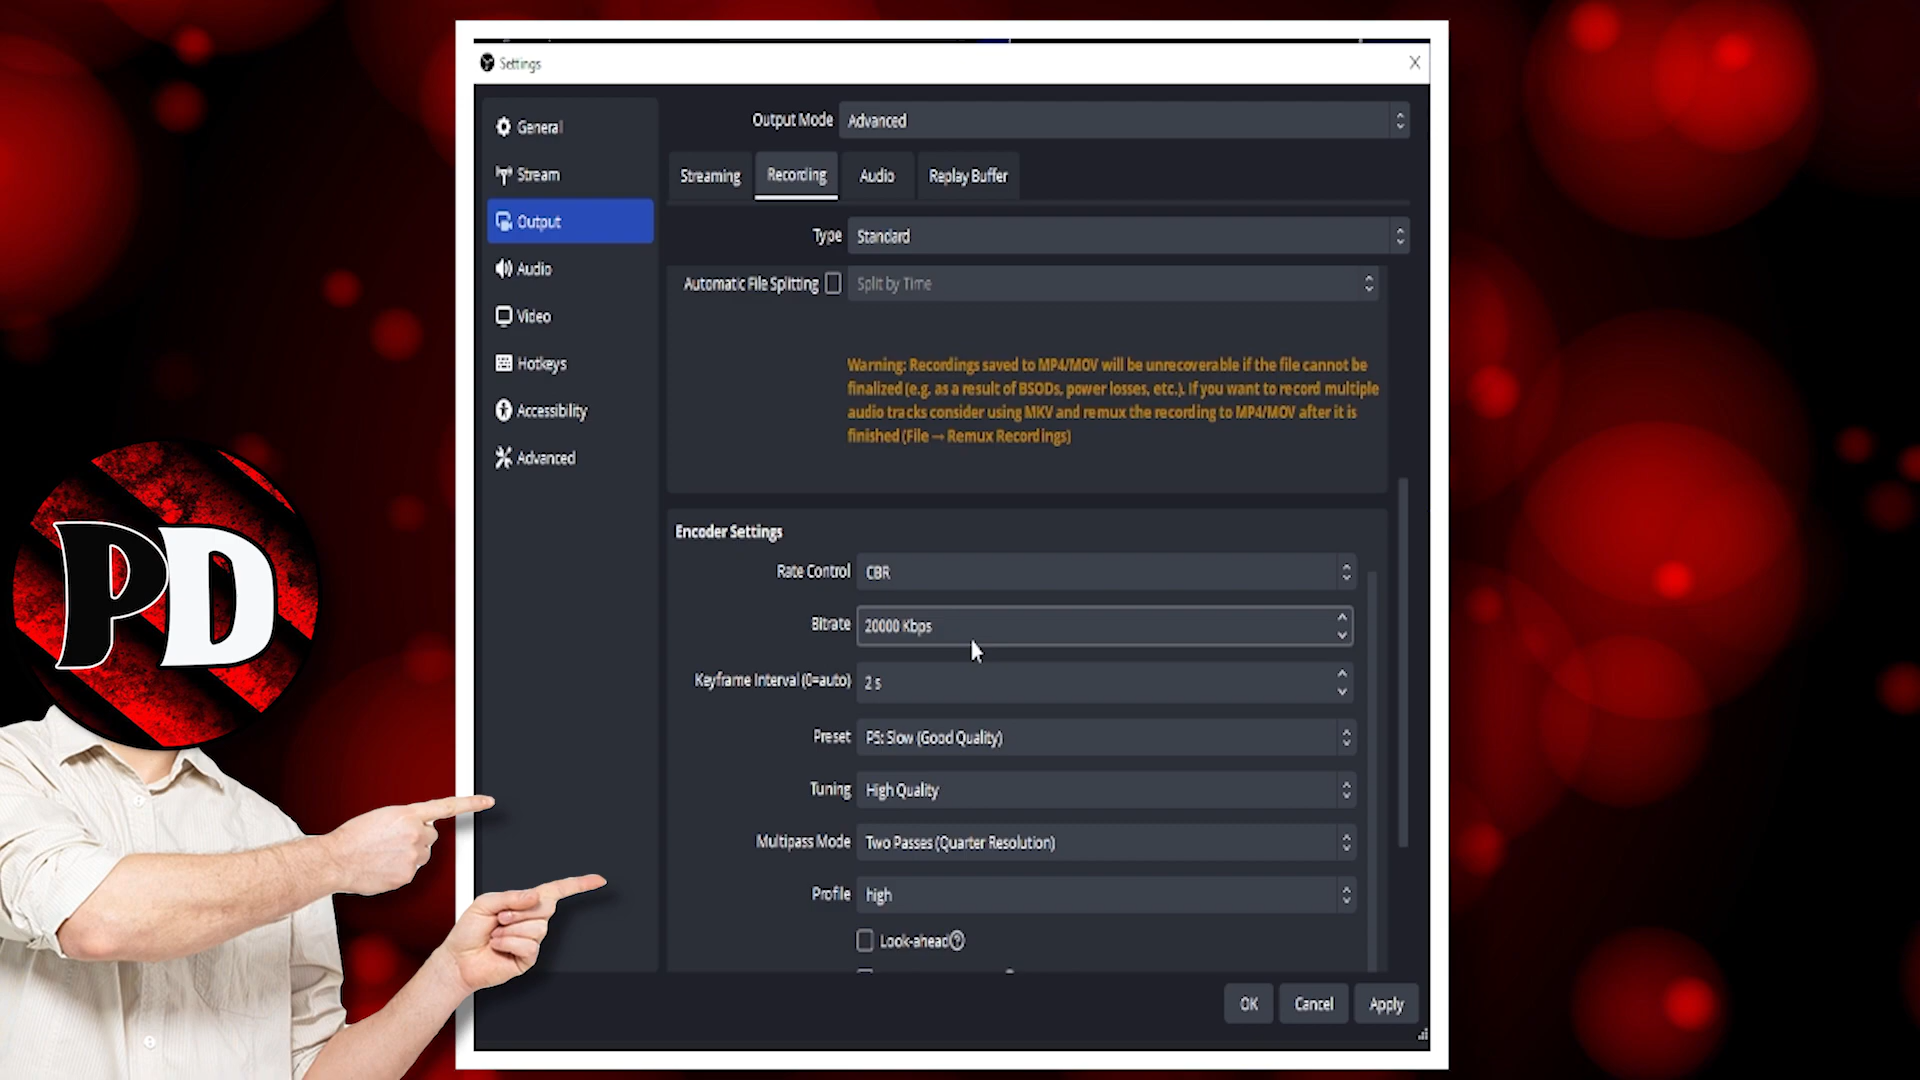 Settings
General
Stream
Output
Audio
Video
Hotkeys
Accessibility
Advanced
Output Mode Advanced
Streaming Recording Audio Replay Buffer
Type Standard
Automatic File Splitting Split by Time
Warning: Recordings saved to MP4/MOV will be unrecoverable if the file cannot be
finalized (e.g. as a result of BSODs, power losses, etc.). If you want to record multiple
audio tracks consider using MKV and remux the recording to MP4/MOV after it is
finished (File → Remux Recordings)
Encoder Settings
Rate Control CBR
Bitrate 20000 Kbps
Keyframe Interval (0=auto) 2 s
Preset P5: Slow (Good Quality)
Tuning High Quality
Multipass Mode Two Passes (Quarter Resolution)
Profile high
Look-ahead
OK Cancel Apply
PD